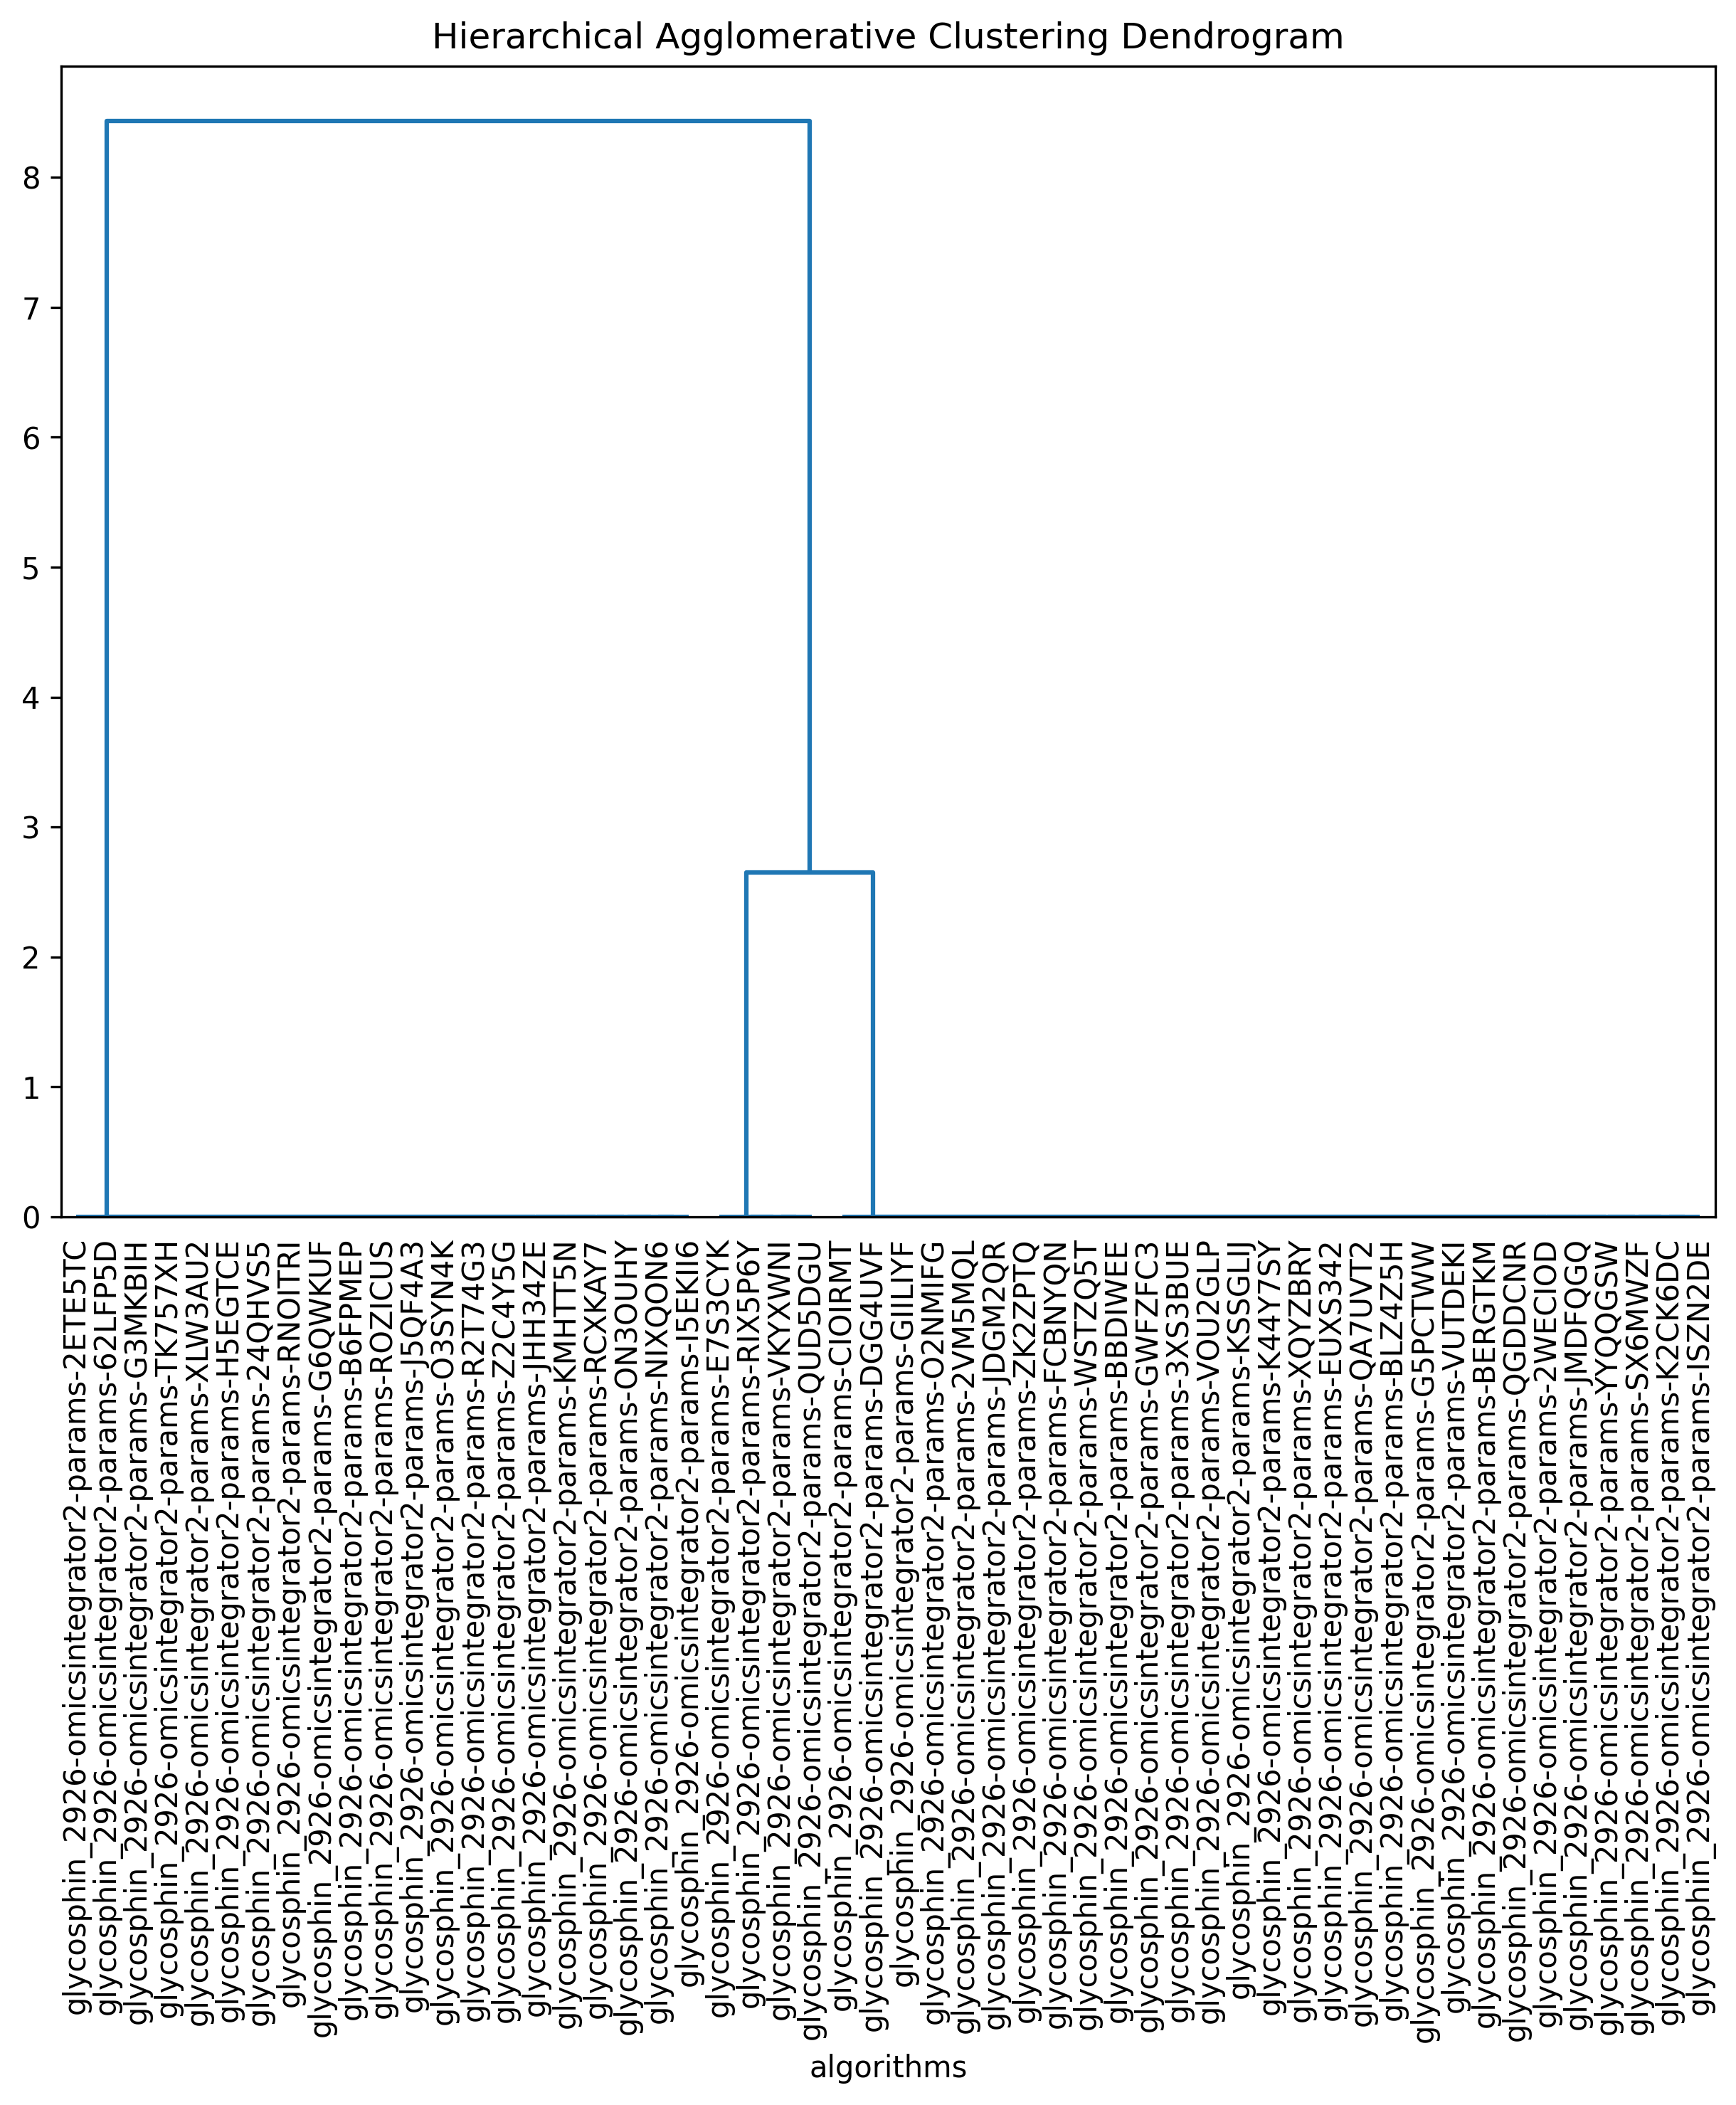 Hierarchical Agglomerative Clustering Dendrogram
8
7
6
5
4
3
2
1
0
glycosphin_2926-omicsintegrator2-params-2ETE5TC
glycosphin_2926-omicsintegrator2-params-62LFP5D
glycosphin_2926-omicsintegrator2-params-G3MKBIH
glycosphin_2926-omicsintegrator2-params-TK757XH
glycosphin_2926-omicsintegrator2-params-XLW3AU2
glycosphin_2926-omicsintegrator2-params-H5EGTCE
glycosphin_2926-omicsintegrator2-params-24QHVS5
glycosphin_2926-omicsintegrator2-params-RNOITRI
glycosphin_2926-omicsintegrator2-params-G6QWKUF
glycosphin_2926-omicsintegrator2-params-B6FPMEP
glycosphin_2926-omicsintegrator2-params-ROZICUS
glycosphin_2926-omicsintegrator2-params-J5QF4A3
glycosphin_2926-omicsintegrator2-params-O3SYN4K
glycosphin_2926-omicsintegrator2-params-R2T74G3
glycosphin_2926-omicsintegrator2-params-Z2C4Y5G
glycosphin_2926-omicsintegrator2-params-JHH34ZE
glycosphin_2926-omicsintegrator2-params-KMHTT5N
glycosphin_2926-omicsintegrator2-params-RCXKAY7
glycosphin_2926-omicsintegrator2-params-ON3OUHY
glycosphin_2926-omicsintegrator2-params-NIXQON6
glycosphin_2926-omicsintegrator2-params-I5EKII6
glycosphin_2926-omicsintegrator2-params-E7S3CYK
glycosphin_2926-omicsintegrator2-params-RIX5P6Y
glycosphin_2926-omicsintegrator2-params-VKYXWNI
glycosphin_2926-omicsintegrator2-params-QUD5DGU
glycosphin_2926-omicsintegrator2-params-CIOIRMT
glycosphin_2926-omicsintegrator2-params-DGG4UVF
glycosphin_2926-omicsintegrator2-params-GIILIYF
glycosphin_2926-omicsintegrator2-params-O2NMIFG
glycosphin_2926-omicsintegrator2-params-2VM5MQL
glycosphin_2926-omicsintegrator2-params-JDGM2QR
glycosphin_2926-omicsintegrator2-params-ZK2ZPTQ
glycosphin_2926-omicsintegrator2-params-FCBNYQN
glycosphin_2926-omicsintegrator2-params-WSTZQ5T
glycosphin_2926-omicsintegrator2-params-BBDIWEE
glycosphin_2926-omicsintegrator2-params-GWFZFC3
glycosphin_2926-omicsintegrator2-params-3XS3BUE
glycosphin_2926-omicsintegrator2-params-VOU2GLP
glycosphin_2926-omicsintegrator2-params-KSSGLIJ
glycosphin_2926-omicsintegrator2-params-K44Y7SY
glycosphin_2926-omicsintegrator2-params-XQYZBRY
glycosphin_2926-omicsintegrator2-params-EUXS342
glycosphin_2926-omicsintegrator2-params-QA7UVT2
glycosphin_2926-omicsintegrator2-params-BLZ4Z5H
glycosphin_2926-omicsintegrator2-params-G5PCTWW
glycosphin_2926-omicsintegrator2-params-VUTDEKI
glycosphin_2926-omicsintegrator2-params-BERGTKM
glycosphin_2926-omicsintegrator2-params-QGDDCNR
glycosphin_2926-omicsintegrator2-params-2WECIOD
glycosphin_2926-omicsintegrator2-params-JMDFQGQ
glycosphin_2926-omicsintegrator2-params-YYQQGSW
glycosphin_2926-omicsintegrator2-params-SX6MWZF
glycosphin_2926-omicsintegrator2-params-K2CK6DC
glycosphin_2926-omicsintegrator2-params-ISZN2DE
algorithms